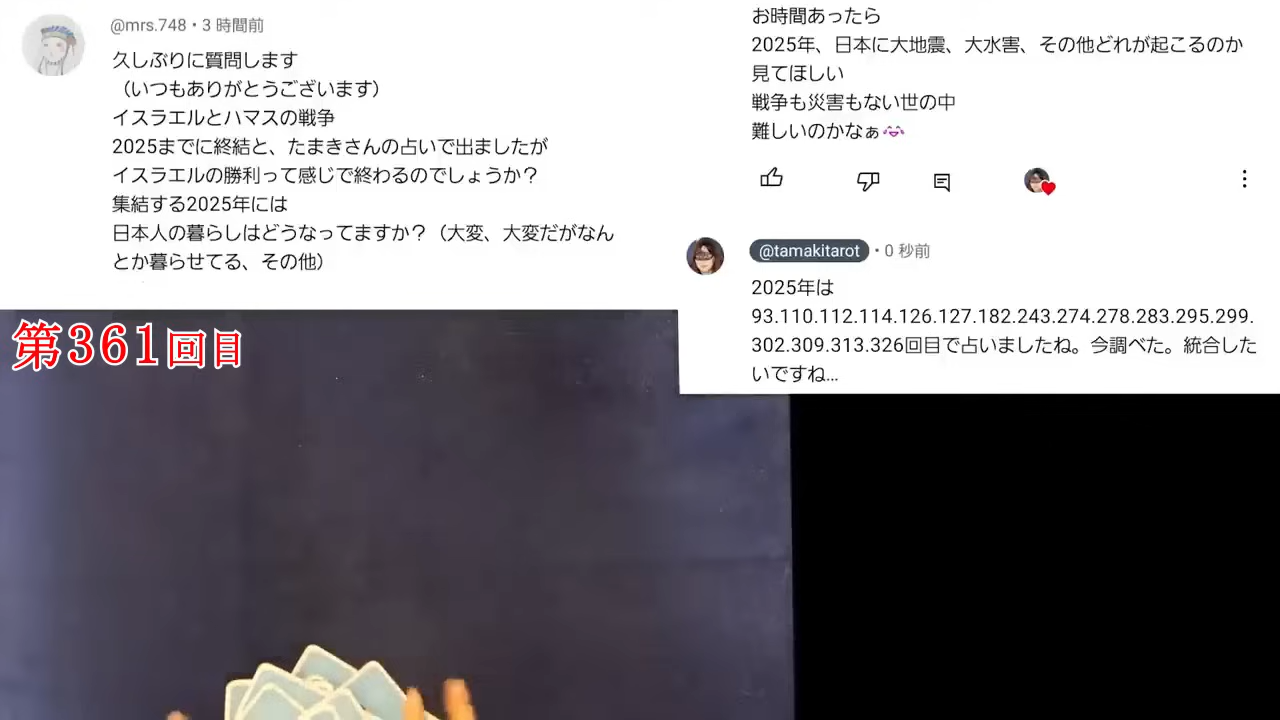 @mrs.748・3 時間前
久しぶりに質問します
（いつもありがとうございます）
イスラエルとハマスの戦争
2025までに終結と、たまきさんの占いで出ましたが
イスラエルの勝利って感じで終わるのでしょうか？
集結する2025年には
日本人の暮らしはどうなってますか？（大変、大変だがなん
とか暮らせてる、その他）
お時間あったら
2025年、日本に大地震、大水害、その他どれが起こるのか
見てほしい
戦争も災害もない世の中
難しいのかなぁ😂
@tamakitarot・0 秒前
2025年は
93.110.112.114.126.127.182.243.274.278.283.295.299.
302.309.313.326回目で占いましたね。今調べた。統合した
いですね...
第361回目